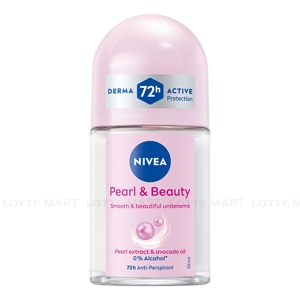 DERMA 72h ACTIVE
Protection
NIVEA
Pearl & Beauty
Smooth & beautiful underarms
LOTTE MART
Pearl extract & avocado oil
0% Alcohol*
72h Anti-Perspirant